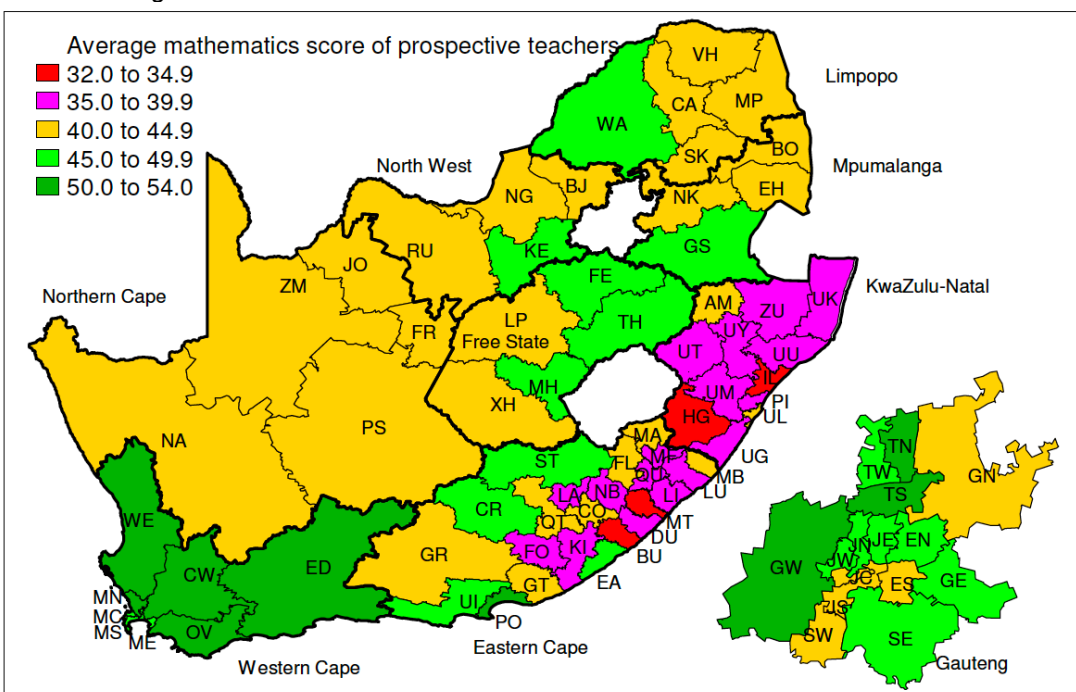 Average mathematics score of prospective teachers
32.0 to 34.9
35.0 to 39.9
40.0 to 44.9
45.0 to 49.9
50.0 to 54.0
VH
Limpopo
CA
MP
WA
SK
BO
North West
Mpumalanga
NG
BJ
EH
NK
KE
GS
RU
JO
ZM
FE
Northern Cape
KwaZulu-Natal
AM
ZU
UK
FR
LP
TH
UY
Free State
UT
UU
MH
IL
UM
XH
PI
HG
UL
PS
NA
MA
UG
ST
FL
MF
QU
MB
LA
NB
LI
LU
CR
CO
QT
MT
DU
WE
GR
FO
KI
BU
ED
CW
GT
EA
MN
UI
MC
PO
MS
ME
OV
Eastern Cape
Western Cape
TN
TW
GN
TS
JN
JE
EN
JW
GW
JC
ES
GE
JS
SW
SE
Gauteng